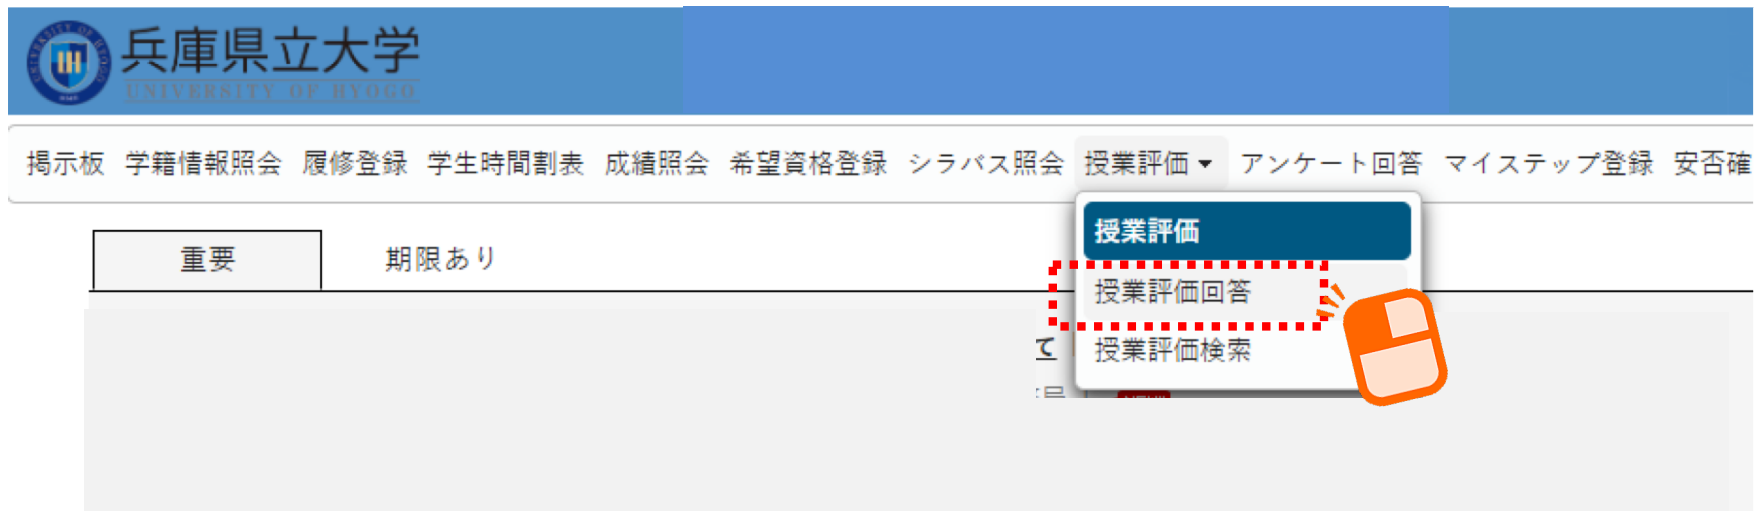 兵庫県立大学
UNIVERSITY OF HYOGO
掲示板 学籍情報照会 履修登録 学生時間割表 成績照会 希望資格登録 シラバス照会 授業評価 アンケート回答 マイステップ登録 安否確
授業評価
重要 期限あり
授業評価回答
て 授業評価検索